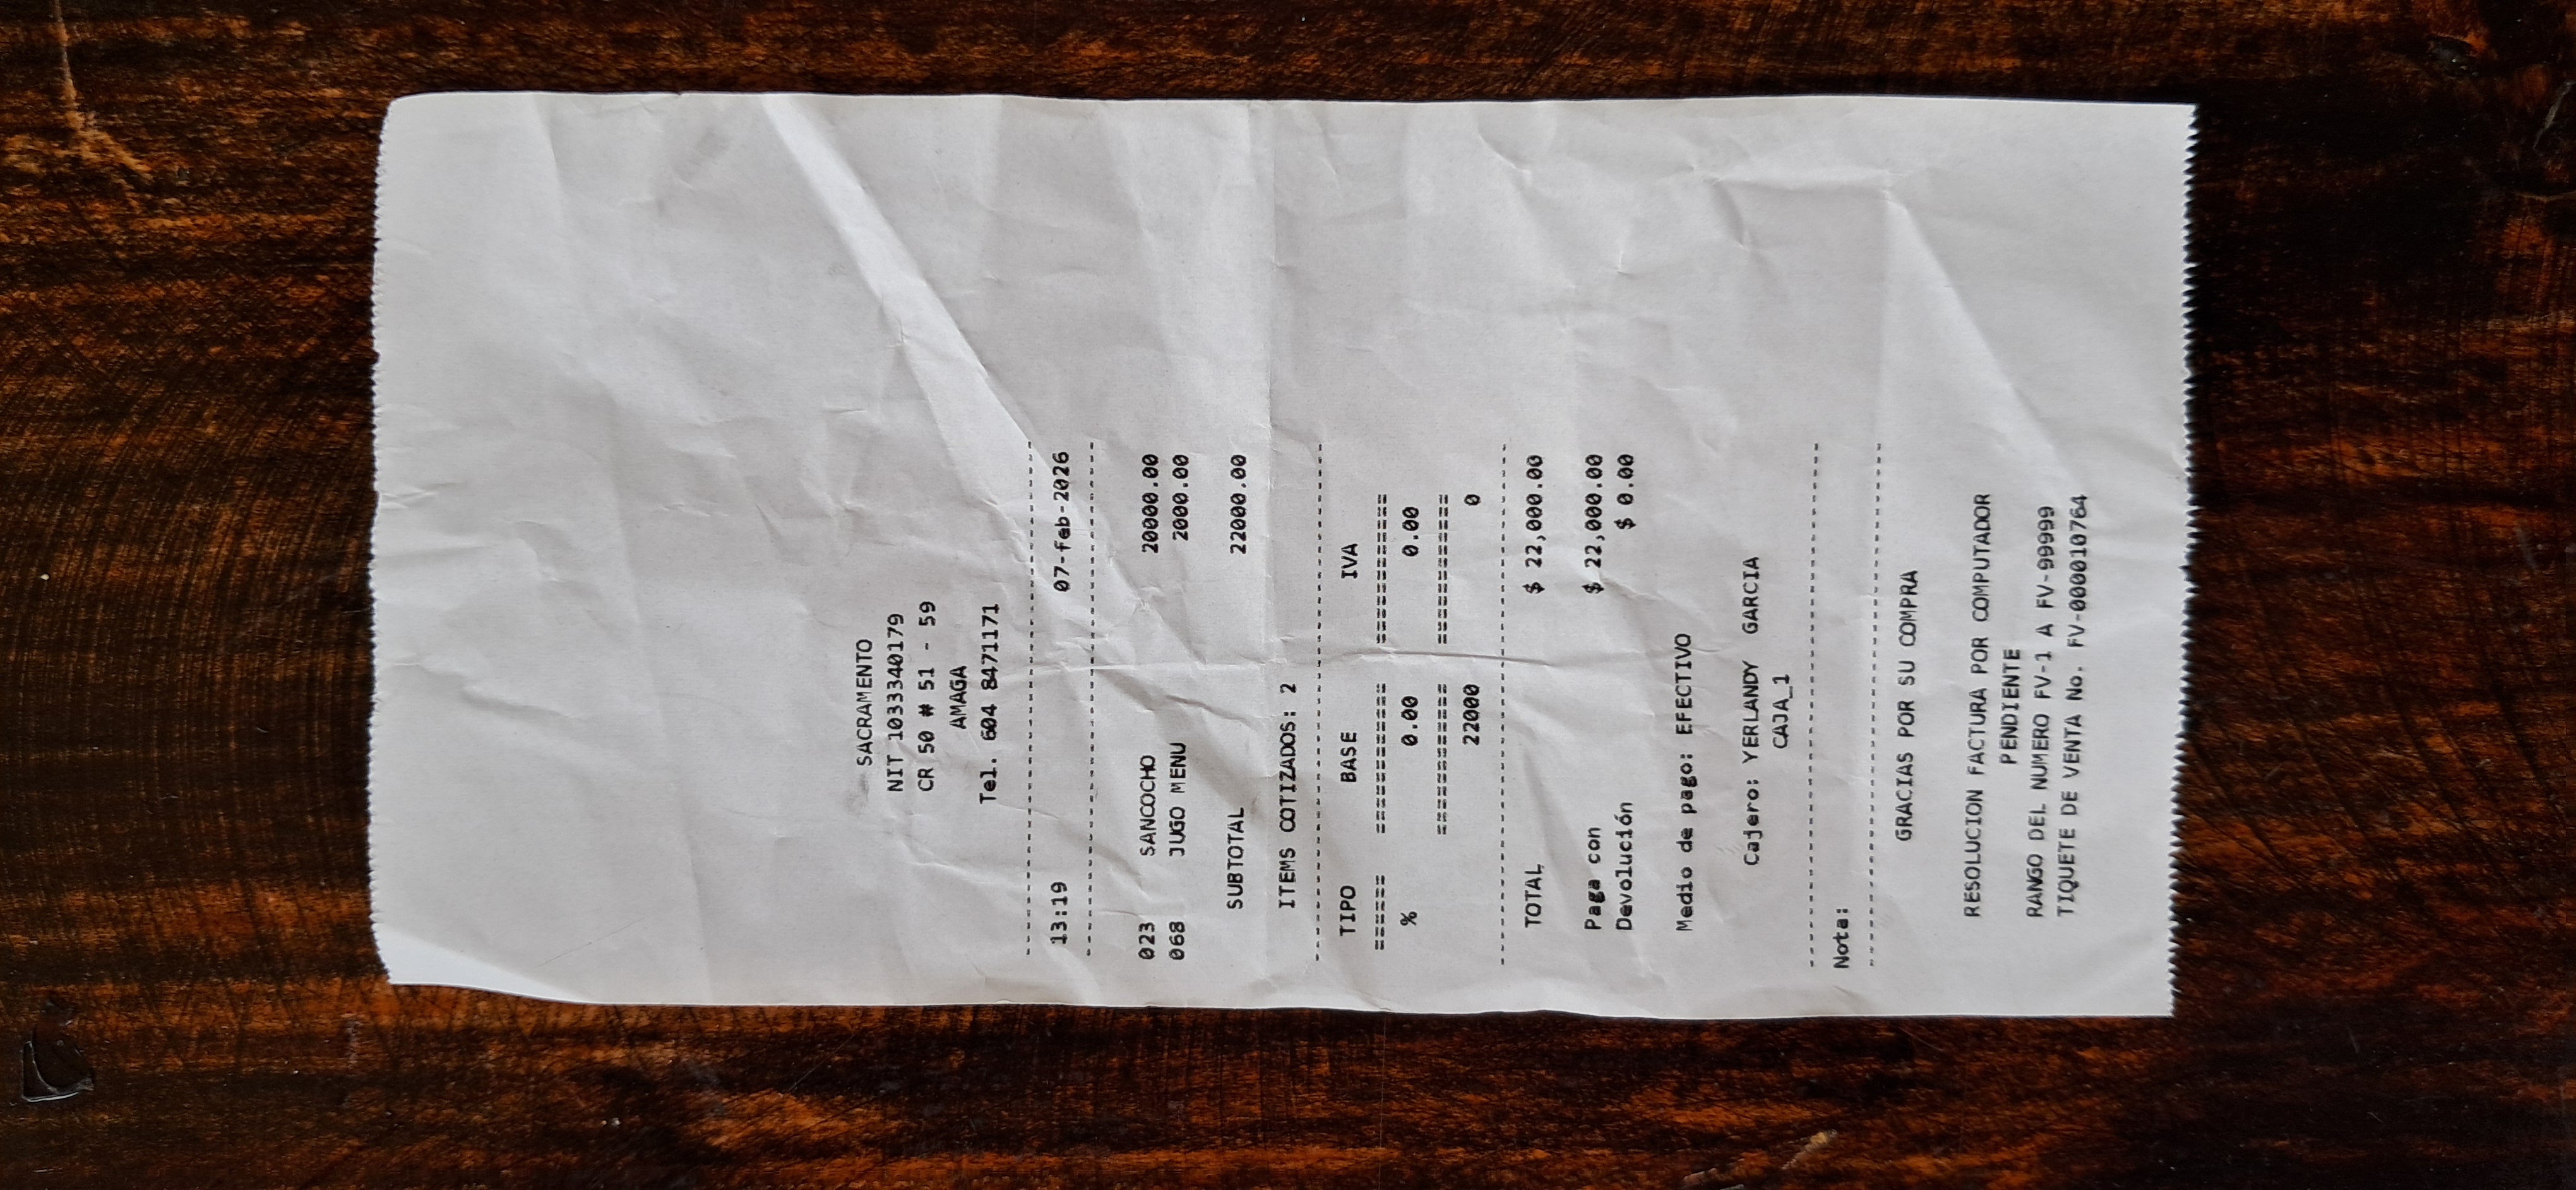 SACRAMENTO
NIT 1033340179
CR 50 # 51 - 59
AMAGA
Tel. 604 8471171
--------------------------------------------
13:19 07-feb-2026
--------------------------------------------
023 SANCOCHO 20000.00
068 JUGO MENU 2000.00
SUBTOTAL 22000.00
ITEMS COTIZADOS: 2
--------------------------------------------
TIPO BASE IVA
====== ============= =============
% 0.00 0.00
============= =============
22000 0
--------------------------------------------
TOTAL $ 22,000.00
Paga con $ 22,000.00
Devolución $ 0.00
Medio de pago: EFECTIVO
Cajero: YERLANDY GARCIA
CAJA_1
--------------------------------------------
Nota:
--------------------------------------------
GRACIAS POR SU COMPRA
RESOLUCION FACTURA POR COMPUTADOR
PENDIENTE
RANGO DEL NUMERO FV-1 A FV-99999
TIQUETE DE VENTA No. FV-0000107​64